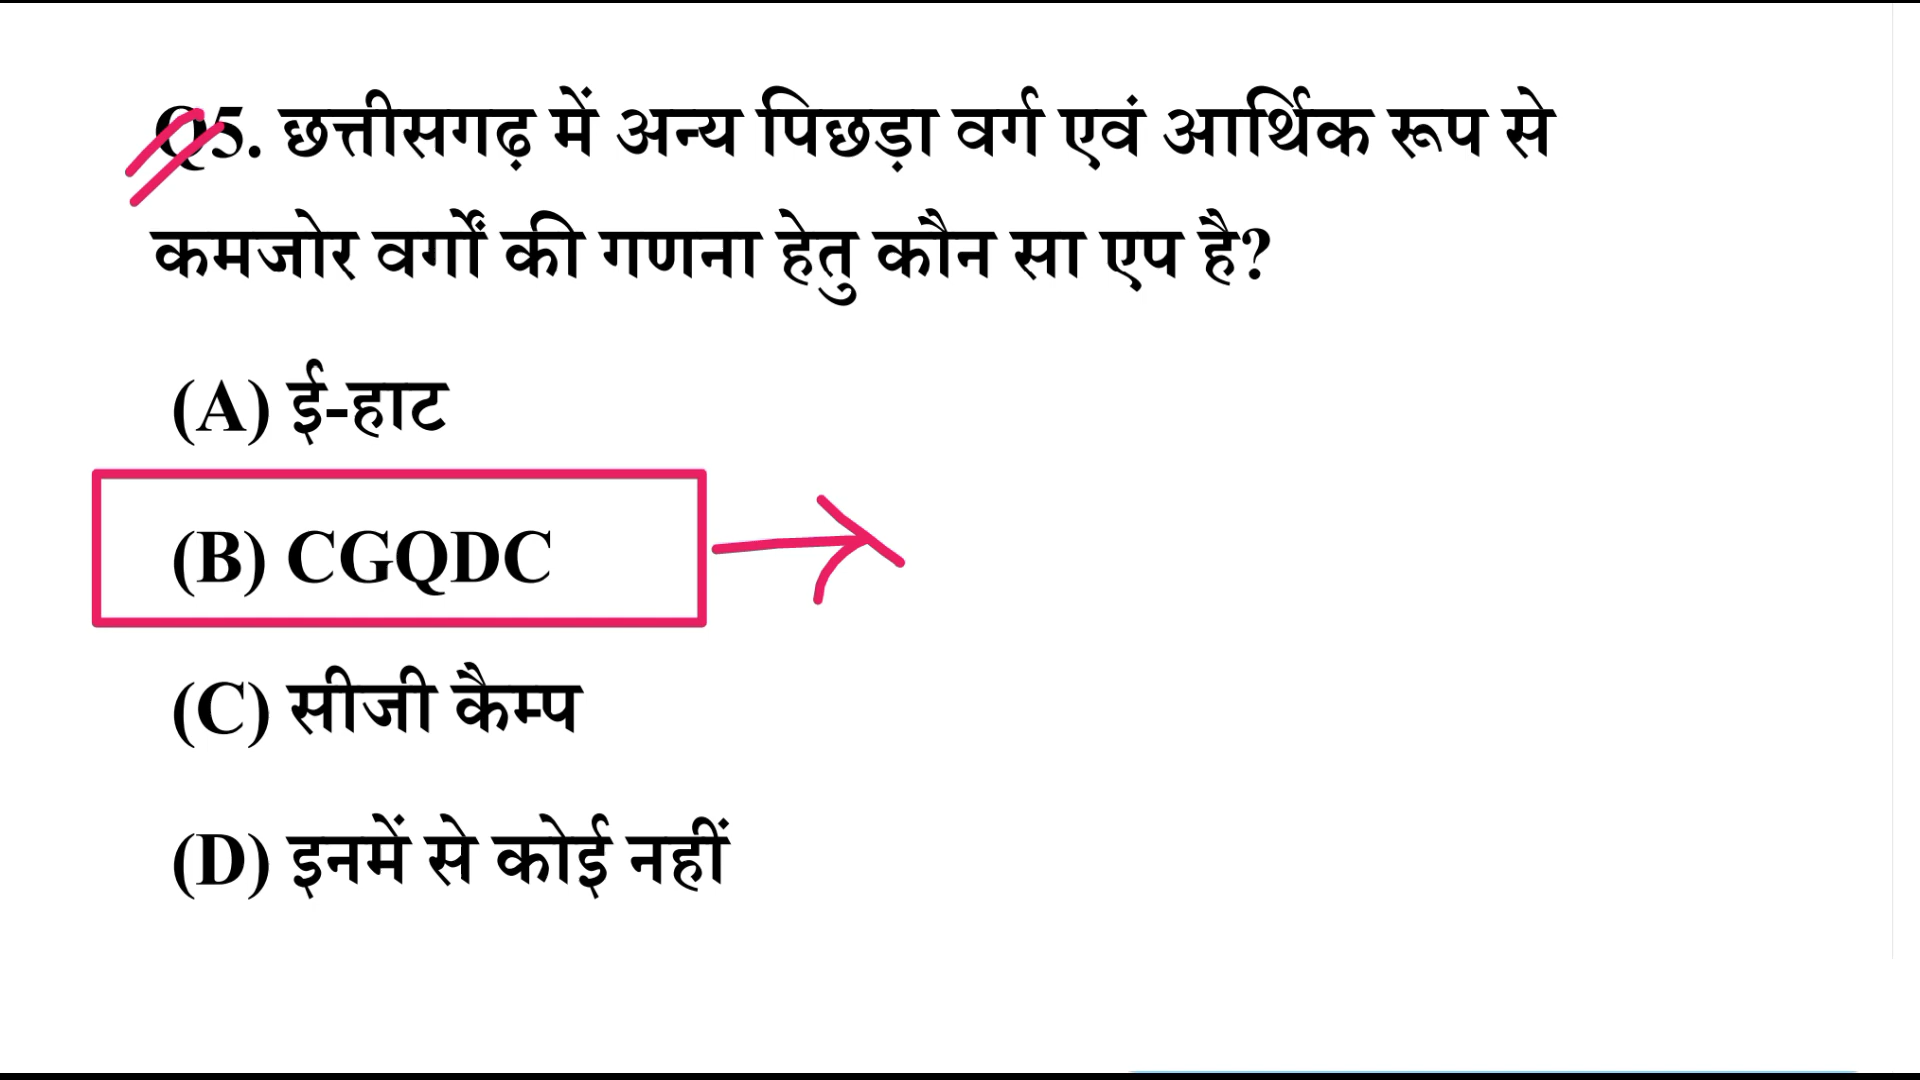 Q5. छत्तीसगढ़ में अन्य पिछड़ा वर्ग एवं आर्थिक रूप से
कमजोर वर्गों की गणना हेतु कौन सा एप है?
(A) ई-हाट
(B) CGQDC
(C) सीजी कैम्प
(D) इनमें से कोई नहीं